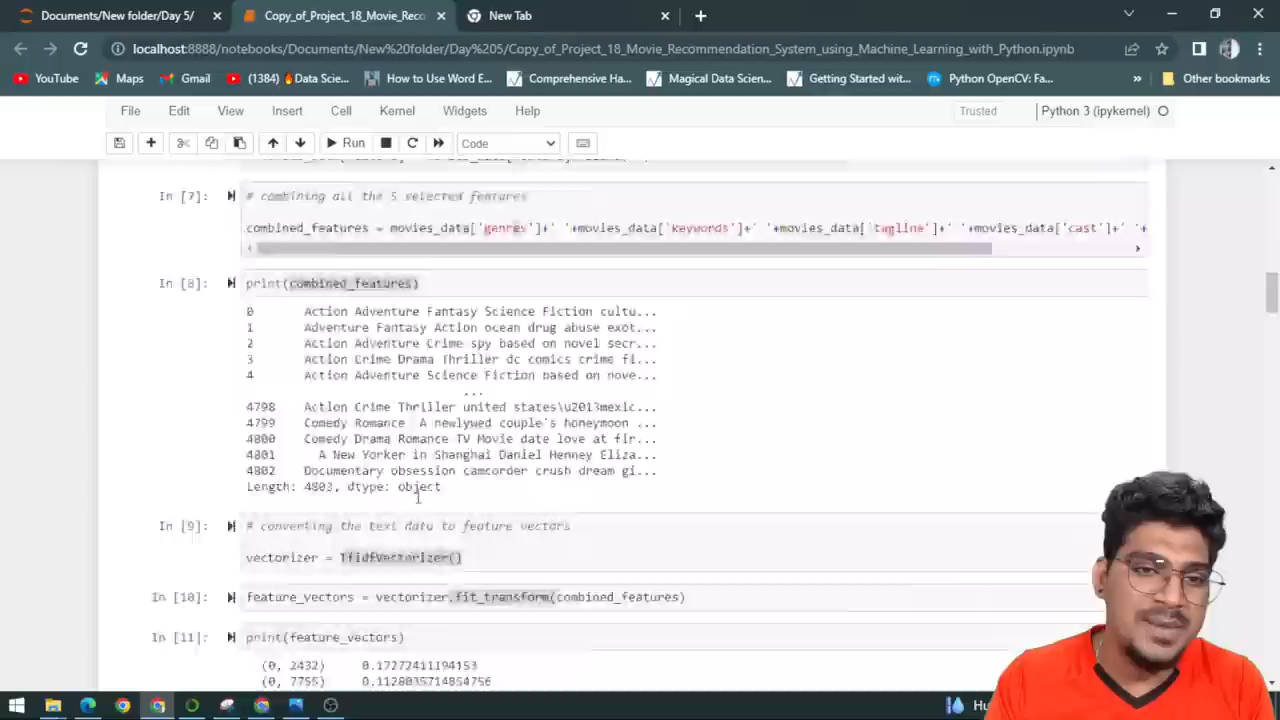 Documents/New folder/Day 5/
Copy_of_Project_18_Movie_Reco
New Tab
localhost:8888/notebooks/Documents/New%20folder/Day%205/Copy_of_Project_18_Movie_Recommendation_System_using_Machine_Learning_with_Python.ipynb
YouTube
Maps
Gmail
(1384) 🔥Data Scie...
How to Use Word E...
Comprehensive Ha...
Magical Data Scien...
Getting Started wit...
Python OpenCV: Fa...
»
Other bookmarks
File Edit View Insert Cell Kernel Widgets Help
Trusted
Python 3 (ipykernel)
Run
Code
In [7]:
# combining all the 5 selected features
combined_features = movies_data['genres']+' '+movies_data['keywords']+' '+movies_data['tagline']+' '+movies_data['cast']+' '+
In [8]:
print(combined_features)
0 Action Adventure Fantasy Science Fiction cultu...
1 Adventure Fantasy Action ocean drug abuse exot...
2 Action Adventure Crime spy based on novel secr...
3 Action Crime Drama Thriller dc comics crime fi...
4 Action Adventure Science Fiction based on nove...
...
4798 Action Crime Thriller united states\u2013mexic...
4799 Comedy Romance A newlywed couple's honeymoon ...
4800 Comedy Drama Romance TV Movie date love at fir...
4801 A New Yorker in Shanghai Daniel Henney Eliza...
4802 Documentary obsession camcorder crush dream gi...
Length: 4803, dtype: object
In [9]:
# converting the text data to feature vectors
vectorizer = TfidfVectorizer()
In [10]:
feature_vectors = vectorizer.fit_transform(combined_features)
In [11]:
print(feature_vectors)
(0, 2432) 0.17272411194153
(0, 7755) 0.1128035714854756